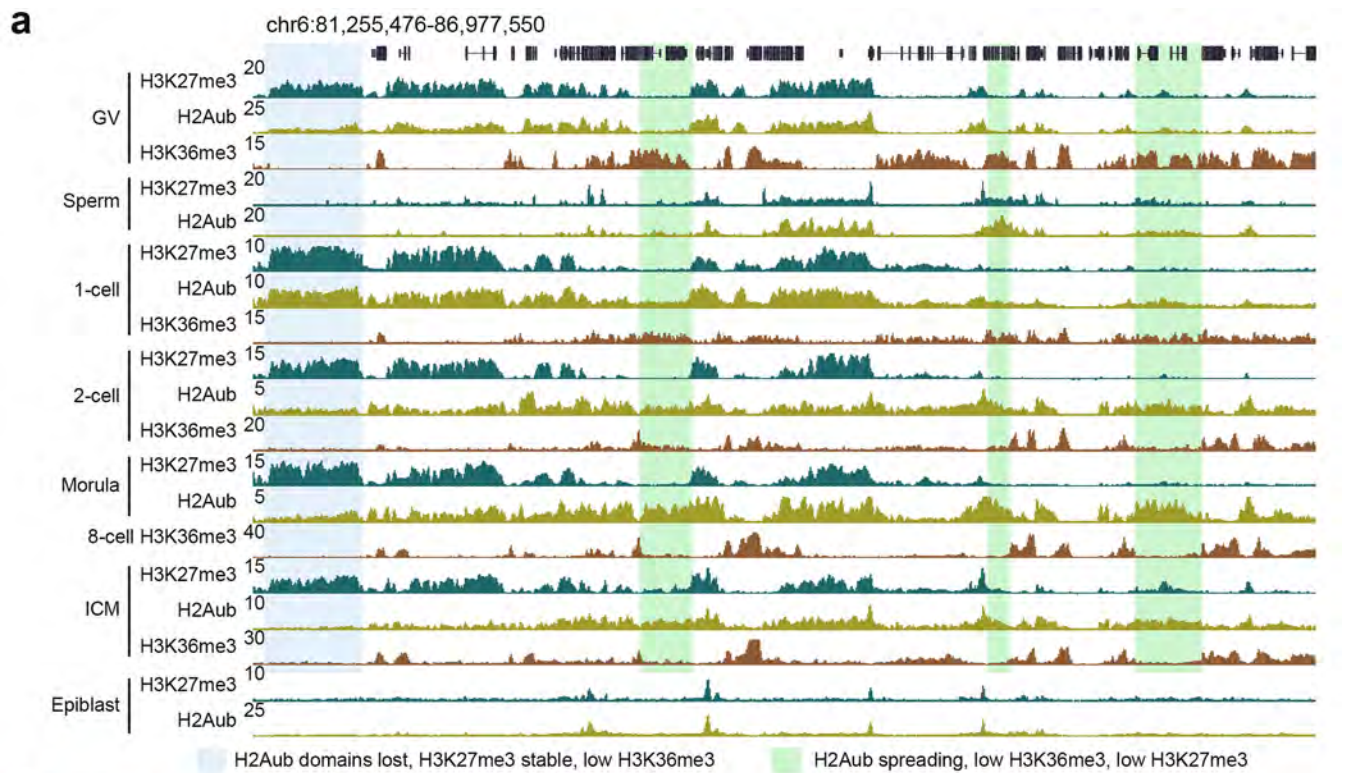 a
chr6:81,255,476-86,977,550
GV
H3K27me3 20
H2Aub 25
H3K36me3 15
Sperm
H3K27me3 20
H2Aub 20
1-cell
H3K27me3 10
H2Aub 10
H3K36me3 15
2-cell
H3K27me3 15
H2Aub 5
H3K36me3 20
Morula
H3K27me3 15
H2Aub 5
8-cell H3K36me3 40
ICM
H3K27me3 15
H2Aub 10
H3K36me3 30
Epiblast
H3K27me3 10
H2Aub 25
H2Aub domains lost, H3K27me3 stable, low H3K36me3
H2Aub spreading, low H3K36me3, low H3K27me3